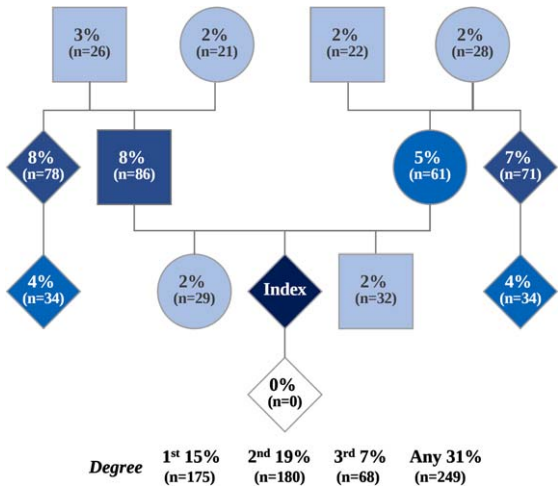 3% 2% 2% 2%
(n=26) (n=21) (n=22) (n=28)
8% 8% 5% 7%
(n=78) (n=86) (n=61) (n=71)
4% 2% Index 2% 4%
(n=34) (n=29) (n=32) (n=34)
0%
(n=0)
Degree 1st 15% 2nd 19% 3rd 7% Any 31%
(n=175) (n=180) (n=68) (n=249)